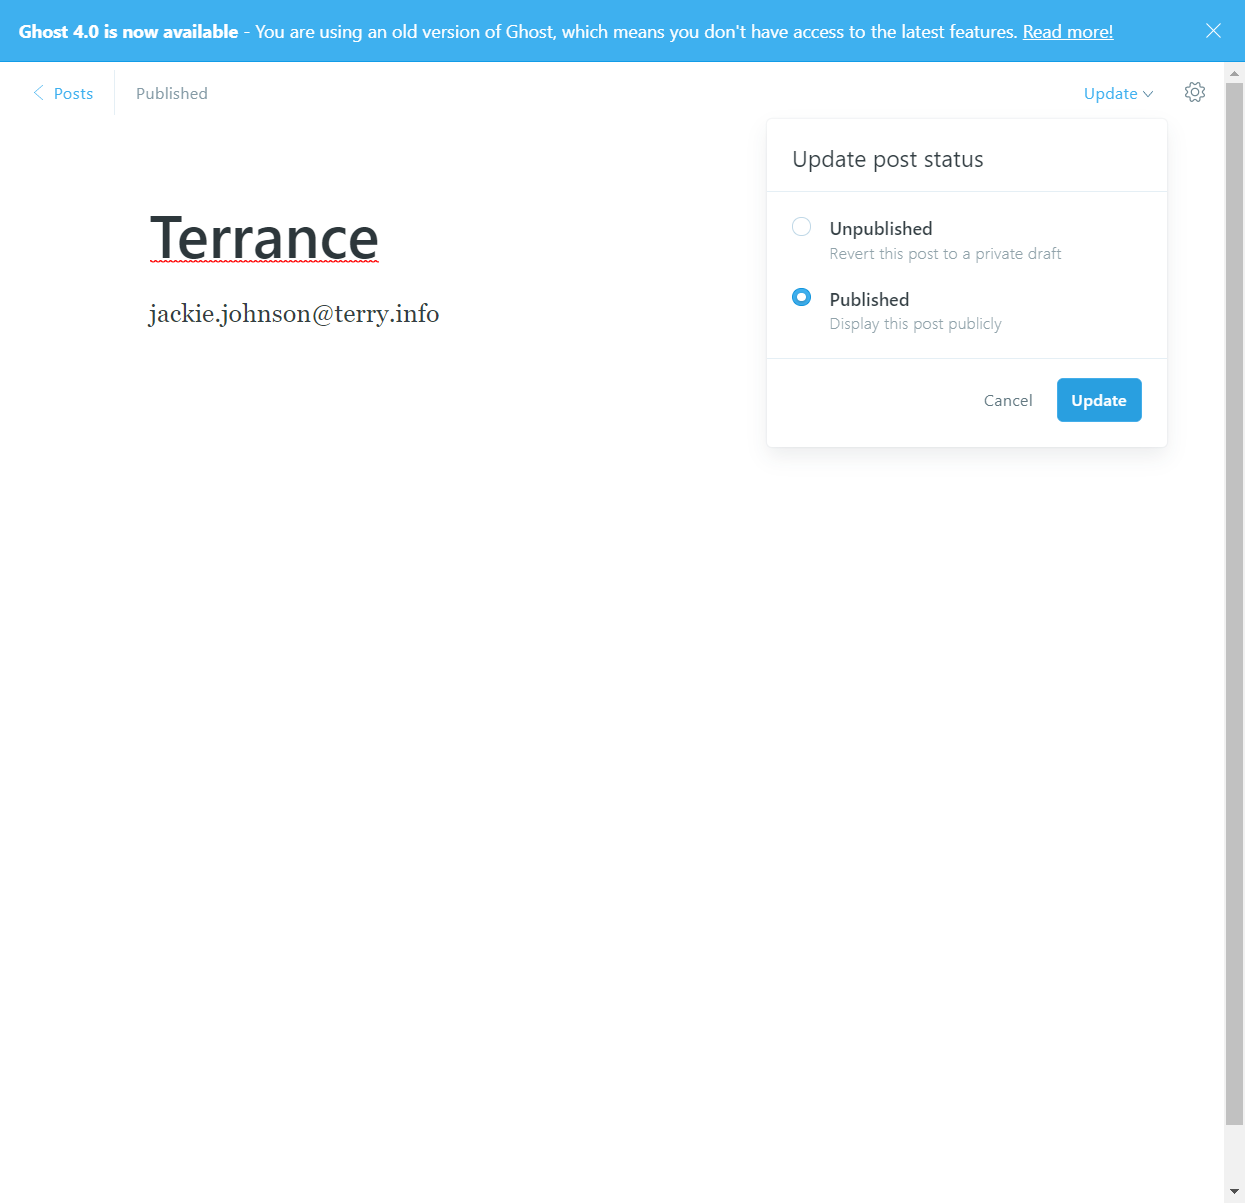 Ghost 4.0 is now available - You are using an old version of Ghost, which means you don't have access to the latest features. Read more!
Posts
Published
Update
Update post status
Terrance
jackie.johnson@terry.info
Unpublished
Revert this post to a private draft
Published
Display this post publicly
Cancel
Update